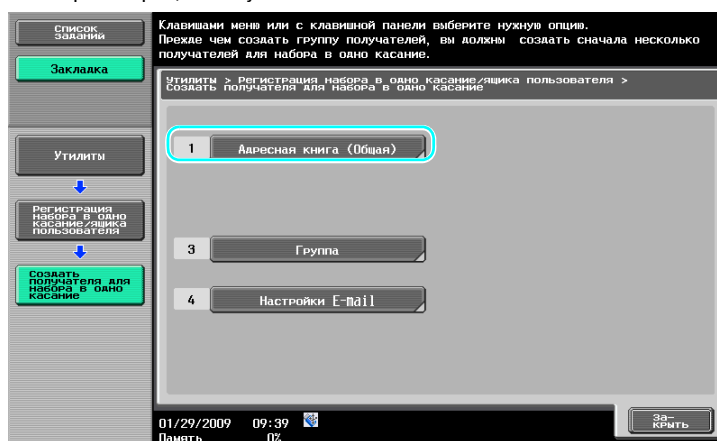 Список
заданий
Закладка
Утилиты
Регистрация
набора в одно
касание/ящика
пользователя
Создать
получателя для
набора в одно
касание
Клавишами меню или с клавишной панели выберите нужную опцию.
Прежде чем создать группу получателей, вы должны создать сначала несколько
получателей для набора в одно касание.
Утилиты > Регистрация набора в одно касание/ящика пользователя >
Создать получателя для набора в одно касание
1 Адресная книга (Общая)
3 Группа
4 Настройки E-mail
01/29/2009 09:39
Память 0%
За-
крыть